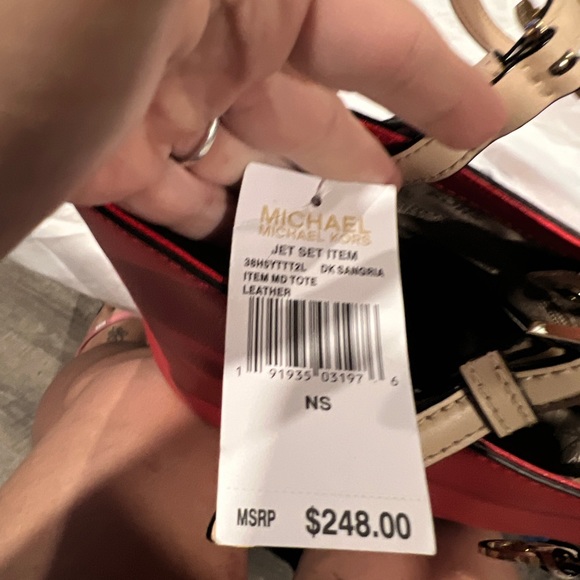 MICHAEL
MICHAEL KORS
JET SET ITEM
38H5YTTT2L DK SANGRIA
ITEM MD TOTE
LEATHER
1 91935 03197 6
NS
MSRP $248.00